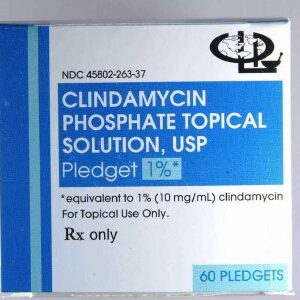 NDC 45802-263-37
CLINDAMYCIN
PHOSPHATE TOPICAL
SOLUTION, USP
Pledget 1%*
*equivalent to 1% (10 mg/mL) clindamycin
For Topical Use Only.
Rx only
60 PLEDGETS